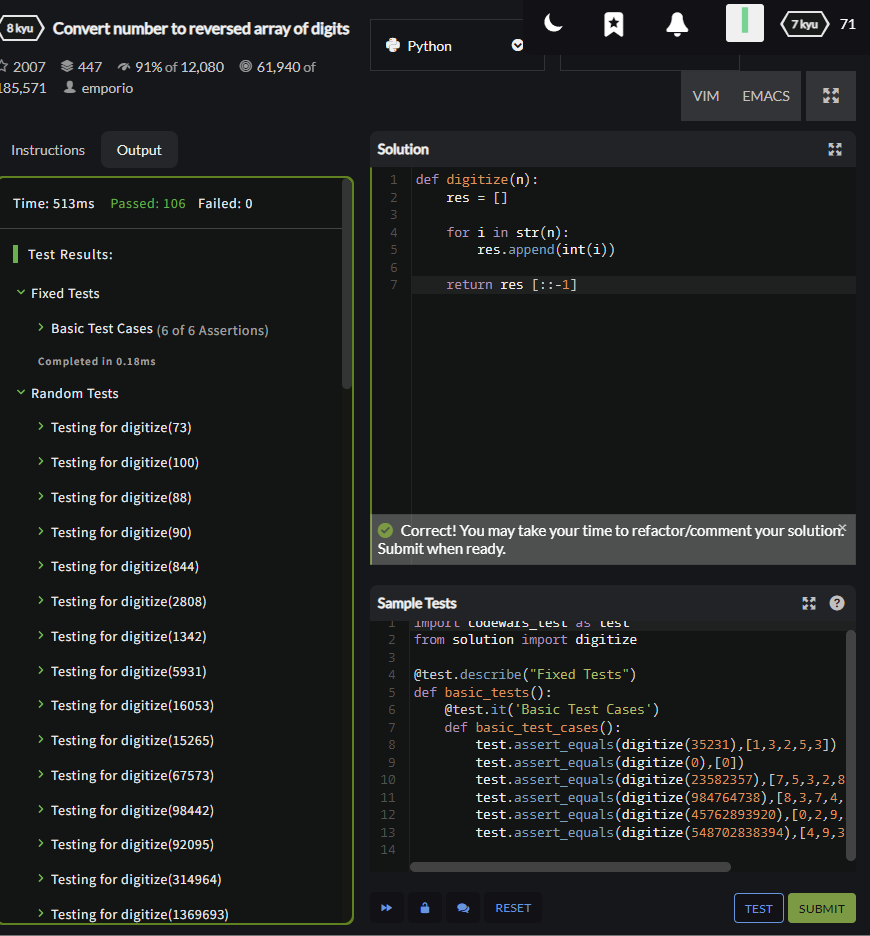 8 kyu Convert number to reversed array of digits
2007 447 91% of 12,080 61,940 of
185,571 emporio
Python
7 kyu 71
VIM EMACS
Instructions Output
Time: 513ms Passed: 106 Failed: 0
Test Results:
Fixed Tests
Basic Test Cases (6 of 6 Assertions)
Completed in 0.18ms
Random Tests
Testing for digitize(73)
Testing for digitize(100)
Testing for digitize(88)
Testing for digitize(90)
Testing for digitize(844)
Testing for digitize(2808)
Testing for digitize(1342)
Testing for digitize(5931)
Testing for digitize(16053)
Testing for digitize(15265)
Testing for digitize(67573)
Testing for digitize(98442)
Testing for digitize(92095)
Testing for digitize(314964)
Testing for digitize(1369693)
Solution
1 def digitize(n):
2 res = []
3
4 for i in str(n):
5 res.append(int(i))
6
7 return res [::-1]
Correct! You may take your time to refactor/comment your solution.
Submit when ready.
Sample Tests
1 import codewars_test as test
2 from solution import digitize
3
4 @test.describe("Fixed Tests")
5 def basic_tests():
6 @test.it('Basic Test Cases')
7 def basic_test_cases():
8 test.assert_equals(digitize(35231),[1,3,2,5,3])
9 test.assert_equals(digitize(0),[0])
10 test.assert_equals(digitize(23582357),[7,5,3,2,8
11 test.assert_equals(digitize(984764738),[8,3,7,4,
12 test.assert_equals(digitize(45762893920),[0,2,9,
13 test.assert_equals(digitize(548702838394),[4,9,3
14
RESET TEST SUBMIT